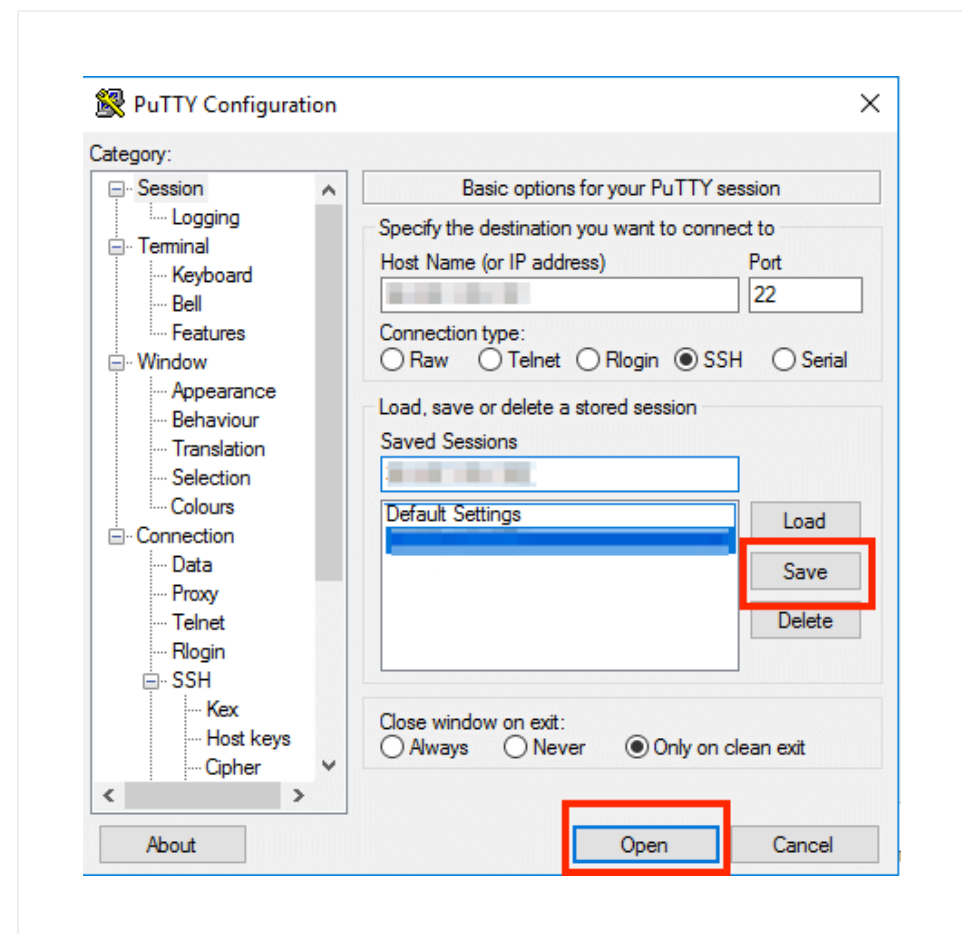 PuTTY Configuration
Category:
Session
Logging
Terminal
Keyboard
Bell
Features
Window
Appearance
Behaviour
Translation
Selection
Colours
Connection
Data
Proxy
Telnet
Rlogin
SSH
Kex
Host keys
Cipher
Basic options for your PuTTY session
Specify the destination you want to connect to
Host Name (or IP address) Port
22
Connection type:
Raw Telnet Rlogin SSH Serial
Load, save or delete a stored session
Saved Sessions
Default Settings
Load
Save
Delete
Close window on exit:
Always Never Only on clean exit
About Open Cancel